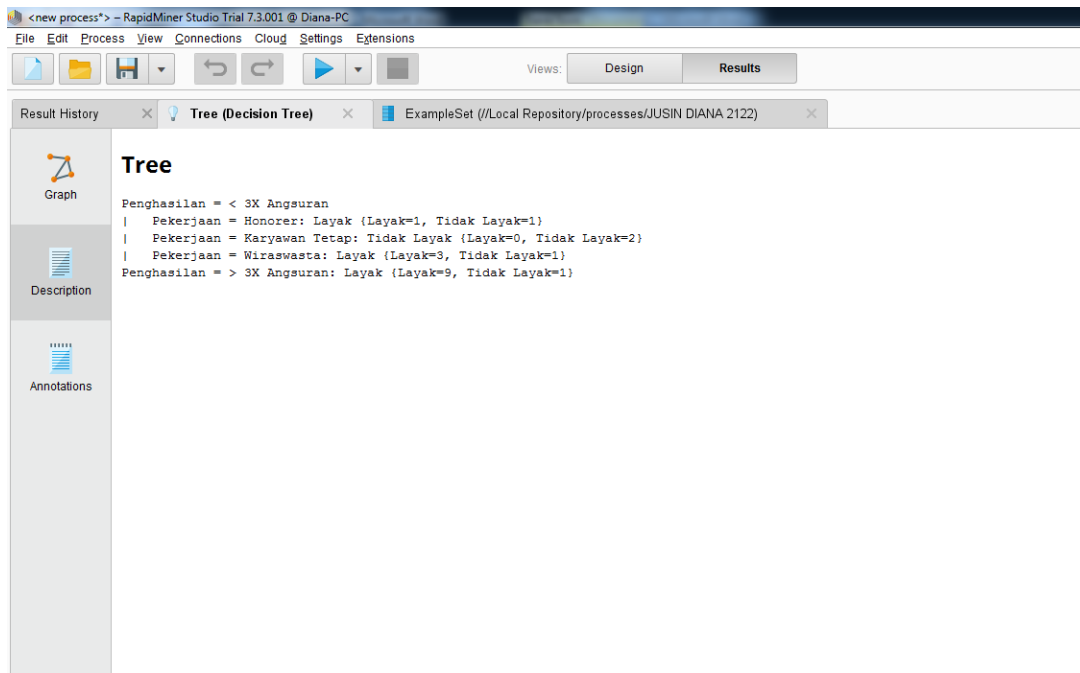 <new process*> – RapidMiner Studio Trial 7.3.001 @ Diana-PC
File Edit Process View Connections Cloud Settings Extensions
Views: Design Results
Result History Tree (Decision Tree) ExampleSet (//Local Repository/processes/JUSIN DIANA 2122)
Graph
Description
Annotations
Tree
Penghasilan = < 3X Angsuran
| Pekerjaan = Honorer: Layak {Layak=1, Tidak Layak=1}
| Pekerjaan = Karyawan Tetap: Tidak Layak {Layak=0, Tidak Layak=2}
| Pekerjaan = Wiraswasta: Layak {Layak=3, Tidak Layak=1}
Penghasilan = > 3X Angsuran: Layak {Layak=9, Tidak Layak=1}